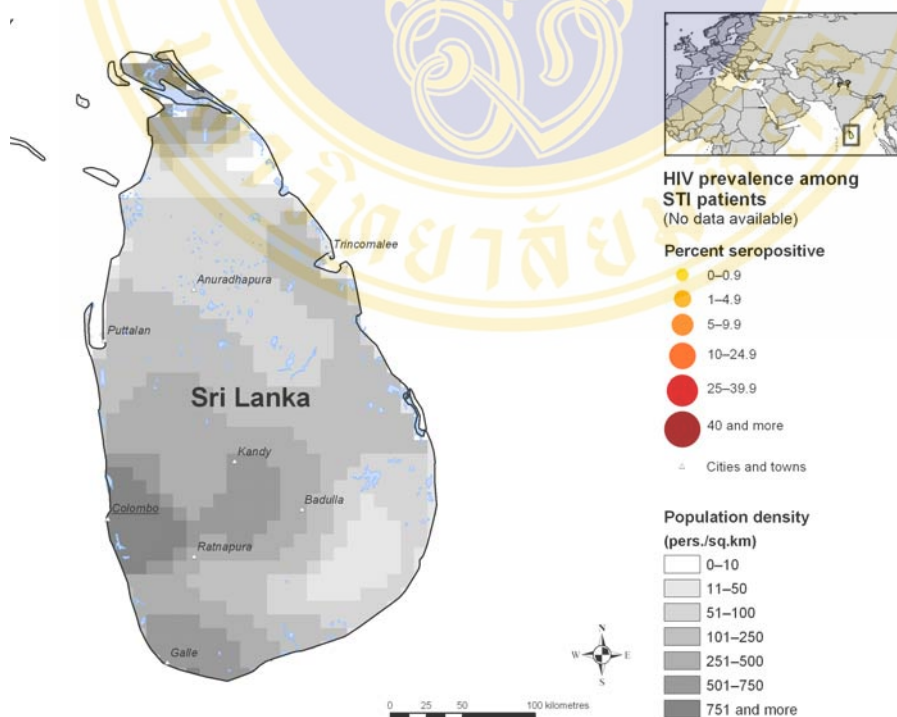 HIV prevalence among
STI patients
(No data available)
Percent seropositive
0–0.9
1–4.9
5–9.9
10–24.9
25–39.9
40 and more
Cities and towns
Population density
(pers./sq.km)
0–10
11–50
51–100
101–250
251–500
501–750
751 and more
Trincomalee
Anuradhapura
Puttalan
Sri Lanka
Kandy
Badulla
Colombo
Ratnapura
Galle
N
W E
S
0 25 50 100 kilometres